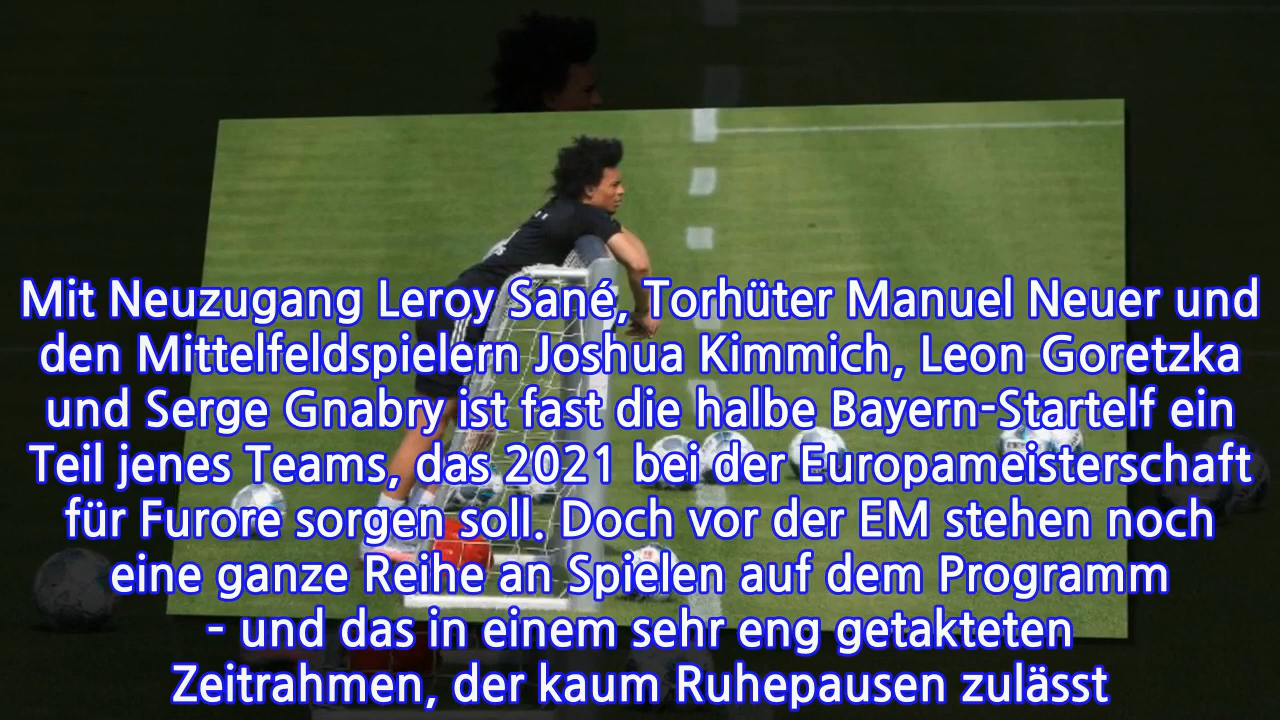 Mit Neuzugang Leroy Sané, Torhüter Manuel Neuer und
den Mittelfeldspielern Joshua Kimmich, Leon Goretzka
und Serge Gnabry ist fast die halbe Bayern-Startelf ein
Teil jenes Teams, das 2021 bei der Europameisterschaft
für Furore sorgen soll. Doch vor der EM stehen noch
eine ganze Reihe an Spielen auf dem Programm
- und das in einem sehr eng getakteten
Zeitrahmen, der kaum Ruhepausen zulässt